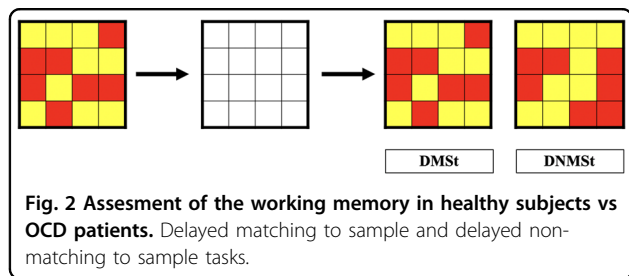 DMSt
DNMSt
Fig. 2 Assesment of the working memory in healthy subjects vs
OCD patients. Delayed matching to sample and delayed non-
matching to sample tasks.